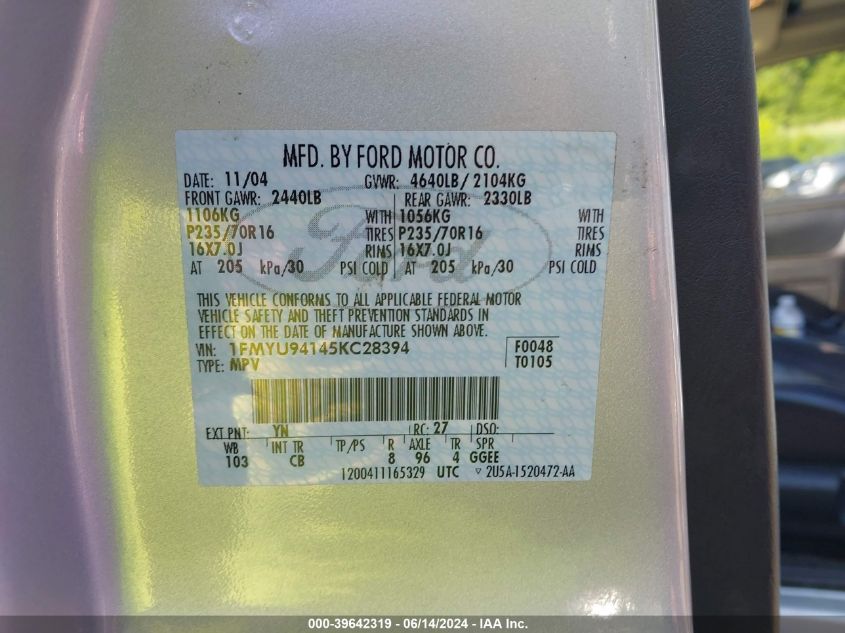 MFD. BY FORD MOTOR CO.
DATE: 11/04 GVWR: 4640LB/2104KG
FRONT GAWR: 2440LB REAR GAWR: 2330LB
1106KG WITH 1056KG WITH
P235/70R16 TIRES P235/70R16 TIRES
16X7.0J RIMS 16X7.0J RIMS
AT 205 kPa/30 PSI COLD AT 205 kPa/30 PSI COLD
Ford
THIS VEHICLE CONFORMS TO ALL APPLICABLE FEDERAL MOTOR
VEHICLE SAFETY AND THEFT PREVENTION STANDARDS IN
EFFECT ON THE DATE OF MANUFACTURE SHOWN ABOVE.
VIN: 1FMYU94145KC28394 F0048
TYPE: MPV T0105
EXT PNT: YN RC: 27 DSO:
WB INT TR TP/PS R AXLE TR SPR
103 CB 8 96 4 GGEE
1200411165329 UTC ▽ 2U5A-1520472-AA
000-39642319 - 06/14/2024 - IAA Inc.